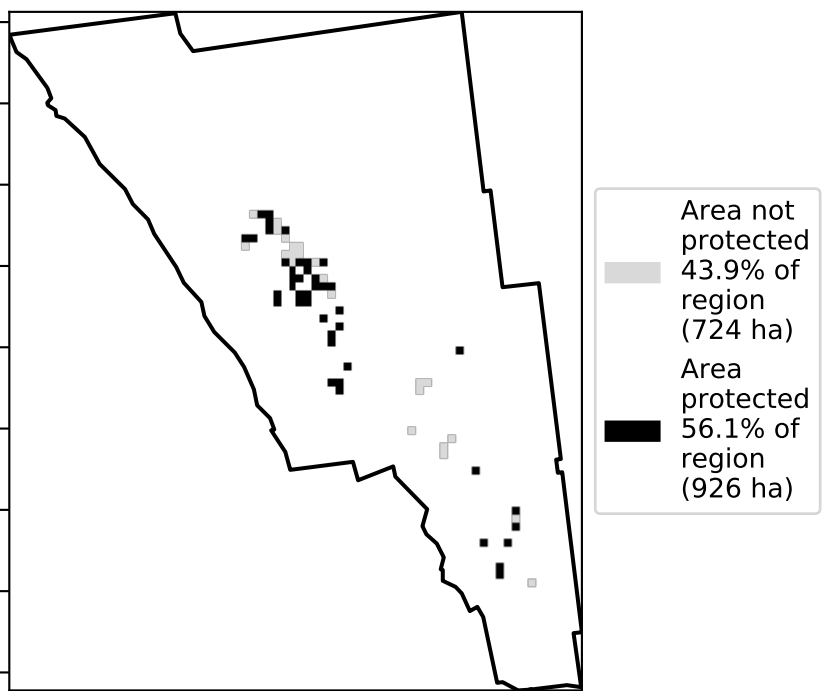 Area not
protected
43.9% of
region
(724 ha)
Area
protected
56.1% of
region
(926 ha)